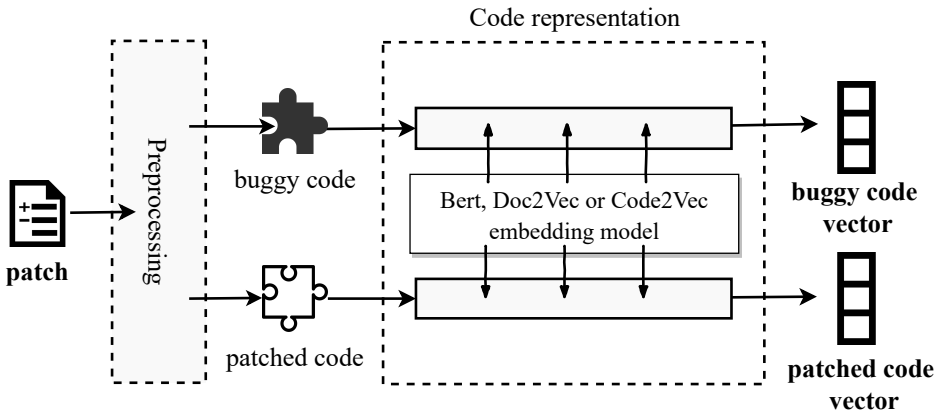 Code representation
Preprocessing
buggy code
Bert, Doc2Vec or Code2Vec
embedding model
buggy code
vector
patch
patched code
patched code
vector